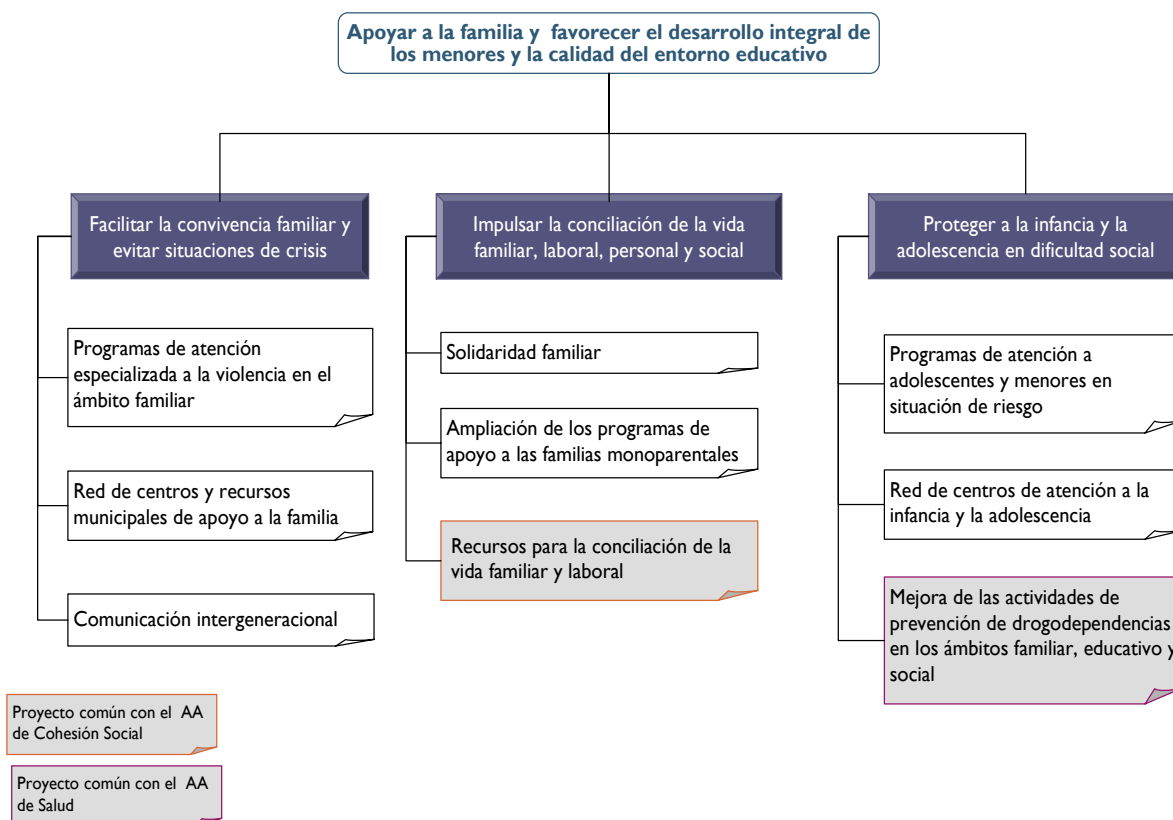 Apoyar a la familia y favorecer el desarrollo integral de
los menores y la calidad del entorno educativo
Facilitar la convivencia familiar y
evitar situaciones de crisis
Programas de atención
especializada a la violencia en el
ámbito familiar
Red de centros y recursos
municipales de apoyo a la familia
Comunicación intergeneracional
Impulsar la conciliación de la vida
familiar, laboral, personal y social
Solidaridad familiar
Ampliación de los programas de
apoyo a las familias monoparentales
Recursos para la conciliación de la
vida familiar y laboral
Proteger a la infancia y la
adolescencia en dificultad social
Programas de atención a
adolescentes y menores en
situación de riesgo
Red de centros de atención a la
infancia y la adolescencia
Mejora de las actividades de
prevención de drogodependencias
en los ámbitos familiar, educativo y
social
Proyecto común con el AA
de Cohesión Social
Proyecto común con el AA
de Salud